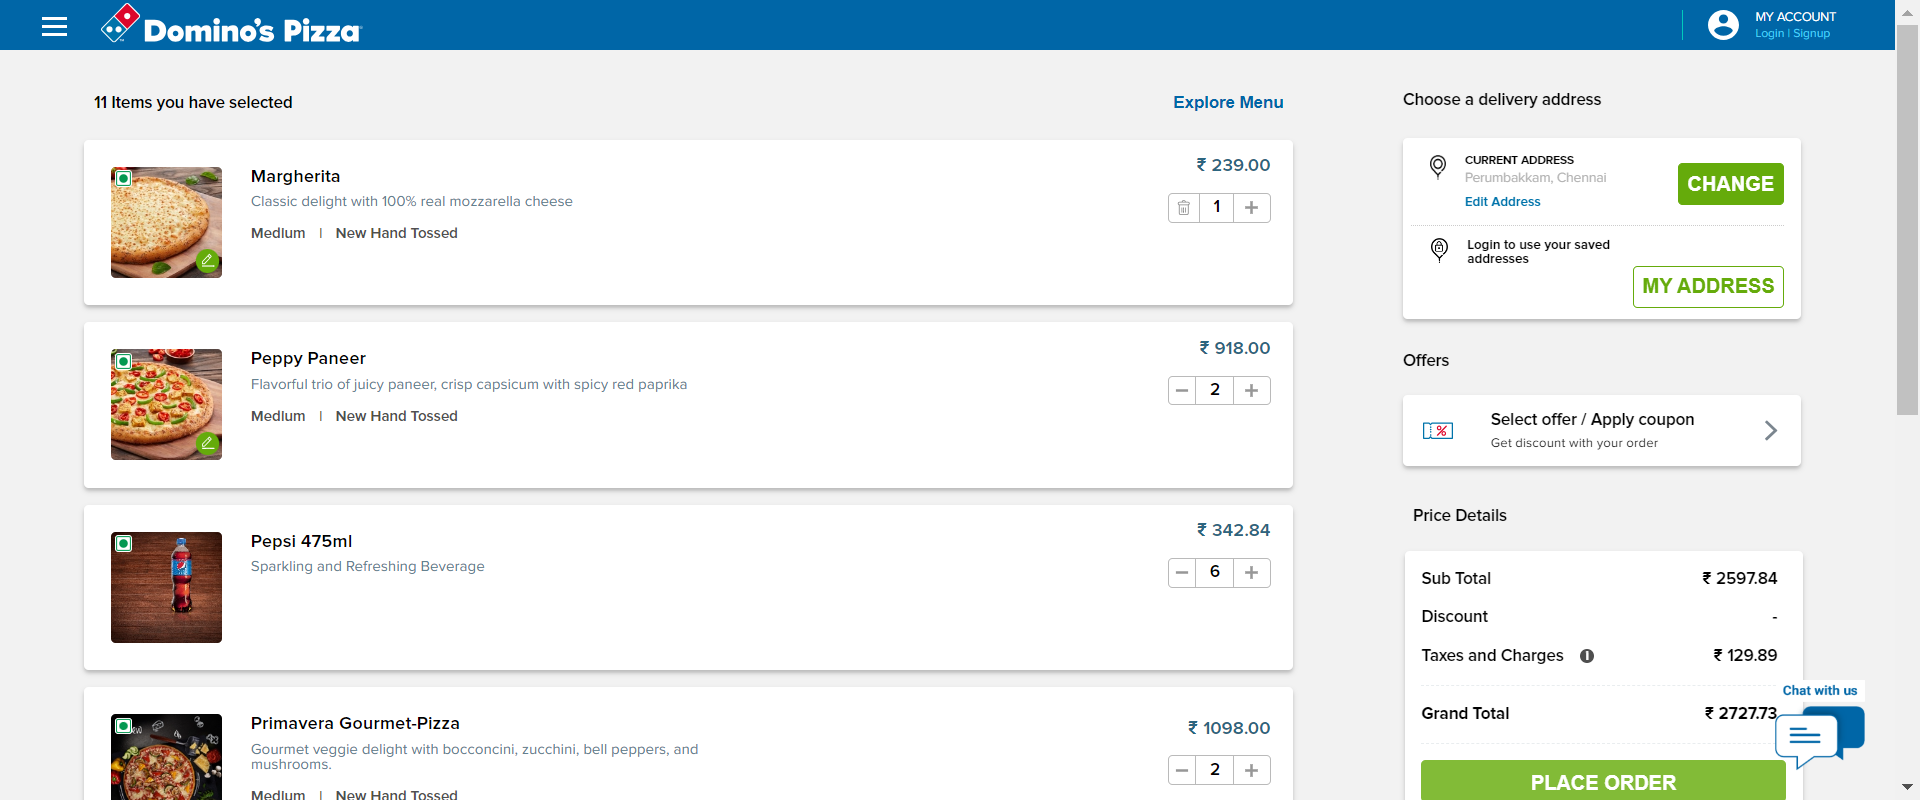 Domino's Pizza
MY ACCOUNT
Login | Signup
11 Items you have selected
Explore Menu
Margherita
Classic delight with 100% real mozzarella cheese
Medium | New Hand Tossed
₹ 239.00
1
Peppy Paneer
Flavorful trio of juicy paneer, crisp capsicum with spicy red paprika
Medium | New Hand Tossed
₹ 918.00
2
Pepsi 475ml
Sparkling and Refreshing Beverage
₹ 342.84
6
Primavera Gourmet-Pizza
Gourmet veggie delight with bocconcini, zucchini, bell peppers, and
mushrooms.
Medium | New Hand Tossed
₹ 1098.00
2
Choose a delivery address
CURRENT ADDRESS
Perumbakkam, Chennai
Edit Address
CHANGE
Login to use your saved
addresses
MY ADDRESS
Offers
Select offer / Apply coupon
Get discount with your order
Price Details
Sub Total ₹ 2597.84
Discount -
Taxes and Charges ₹ 129.89
Grand Total ₹ 2727.73
Chat with us
PLACE ORDER